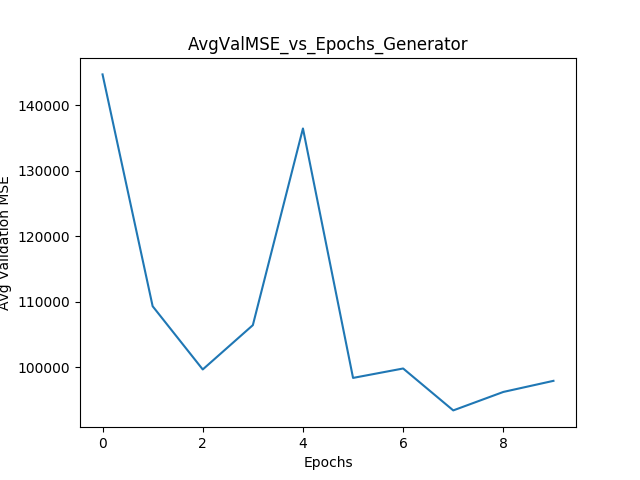 AvgValMSE_vs_Epochs_Generator
140000
130000
120000
110000
100000
Avg Validation MSE
0 2 4 6 8
Epochs